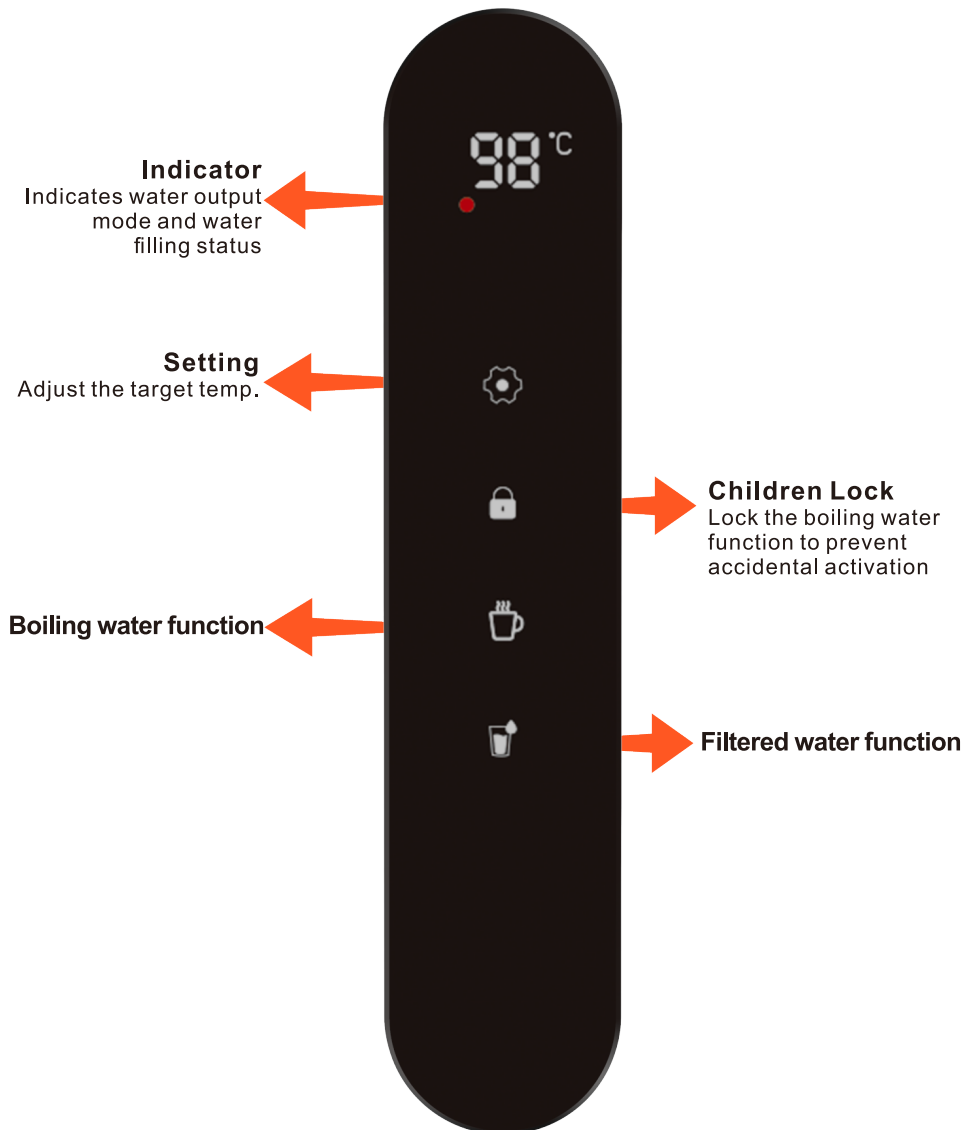 98 °C
Indicator
Indicates water output
mode and water
filling status
Setting
Adjust the target temp.
Children Lock
Lock the boiling water
function to prevent
accidental activation
Boiling water function
Filtered water function